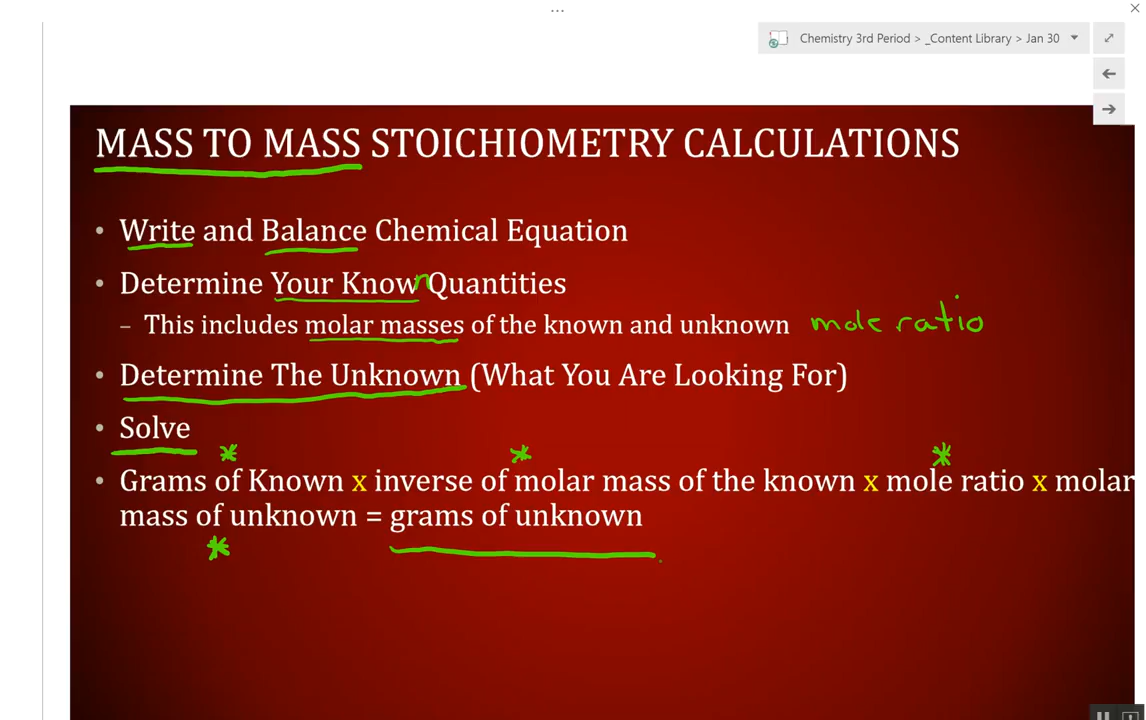 Chemistry 3rd Period > _Content Library > Jan 30
MASS TO MASS STOICHIOMETRY CALCULATIONS
• Write and Balance Chemical Equation
• Determine Your Known Quantities
– This includes molar masses of the known and unknown mole ratio
• Determine The Unknown (What You Are Looking For)
• Solve
• Grams of Known x inverse of molar mass of the known x mole ratio x molar
mass of unknown = grams of unknown